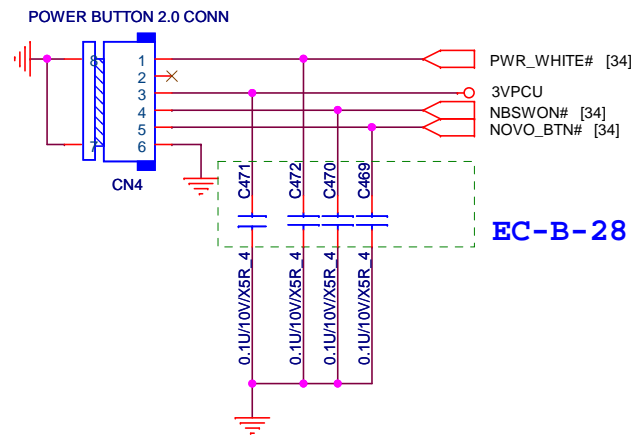 POWER BUTTON 2.0 CONN
8
7
1
2
3
4
5
6
CN4
PWR_WHITE# [34]
3VPCU
NBSWON# [34]
NOVO_BTN# [34]
C471
C472
C470
C469
EC-B-28
0.1U/10V/X5R_4
0.1U/10V/X5R_4
0.1U/10V/X5R_4
0.1U/10V/X5R_4